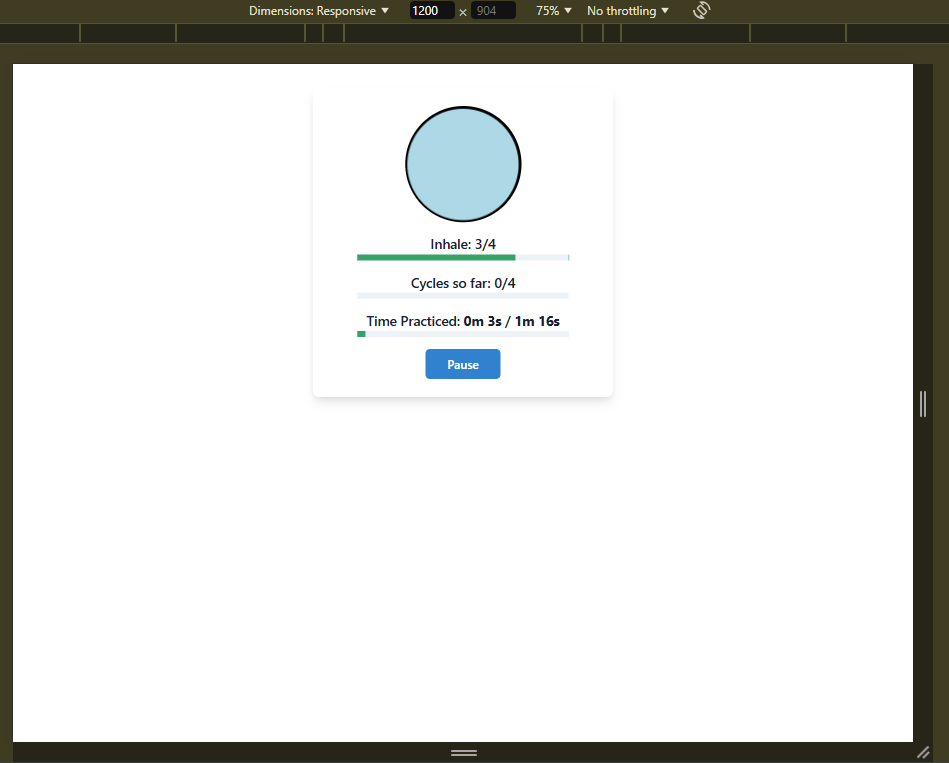 Dimensions: Responsive 1200 × 904 75% No throttling
Inhale: 3/4
Cycles so far: 0/4
Time Practiced: 0m 3s / 1m 16s
Pause